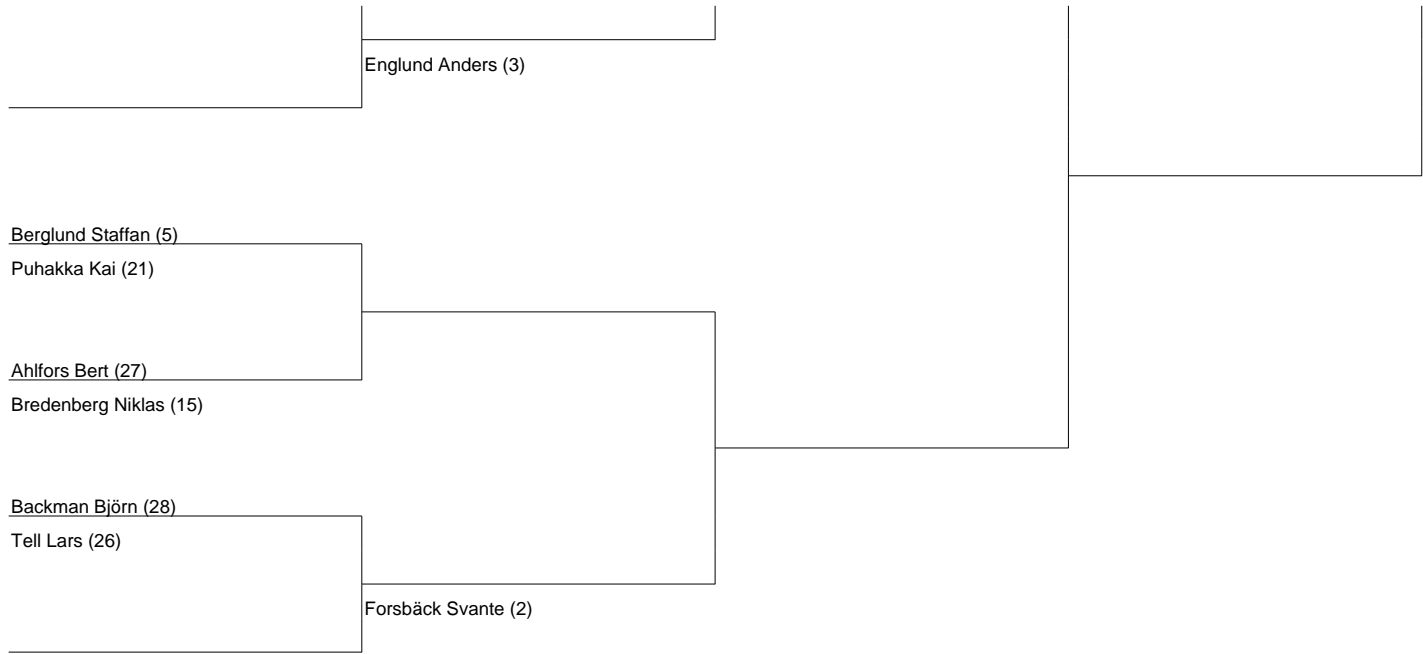 Englund Anders (3)
Berglund Staffan (5)
Puhakka Kai (21)
Ahlfors Bert (27)
Bredenberg Niklas (15)
Backman Björn (28)
Tell Lars (26)
Forsbäck Svante (2)